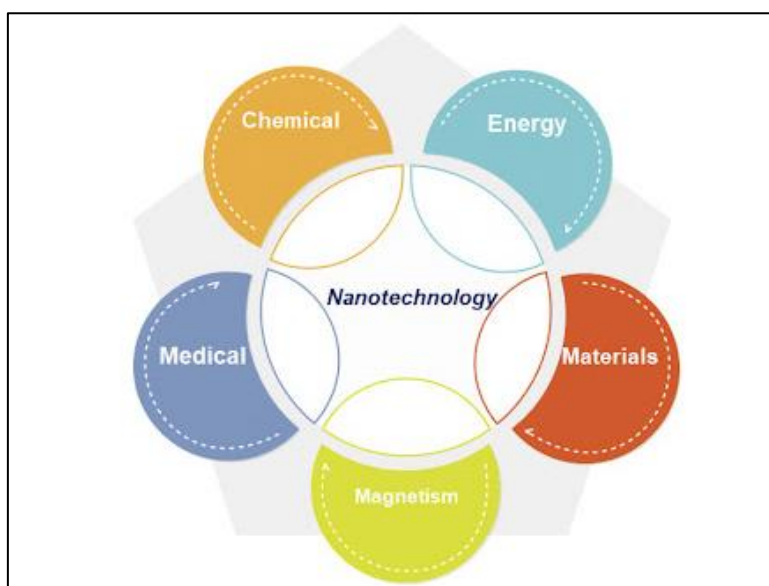 Chemical
Energy
Nanotechnology
Medical
Materials
Magnetism